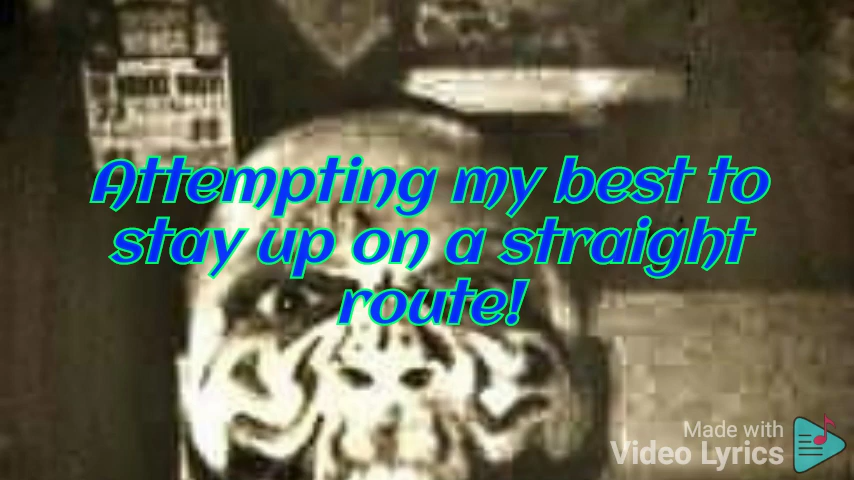 Attempting my best to
stay up on a straight
route!
Made with
Video Lyrics